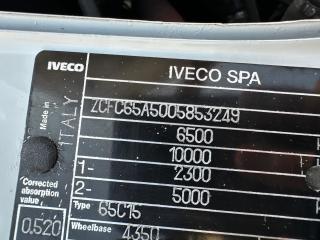 IVECO
IVECO SPA
Made in
ITALY
ZCFC65A5005853249
6500
10000
1- 2300
2- 5000
Corrected
absorption
value
0.520
Type 65C15
Wheelbase 4350